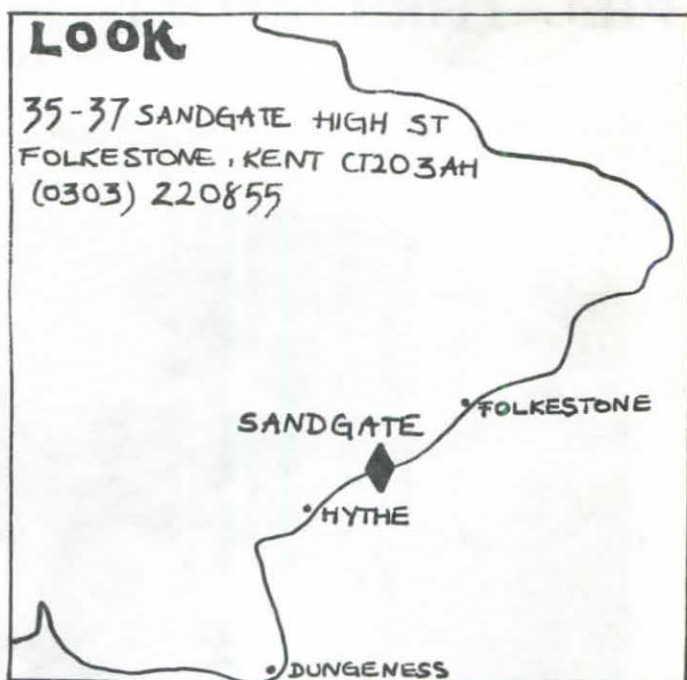 LOOK
35-37 SANDGATE HIGH ST
FOLKESTONE, KENT CT20 3AH
(0303) 220855
FOLKESTONE
SANDGATE
HYTHE
DUNGENESS